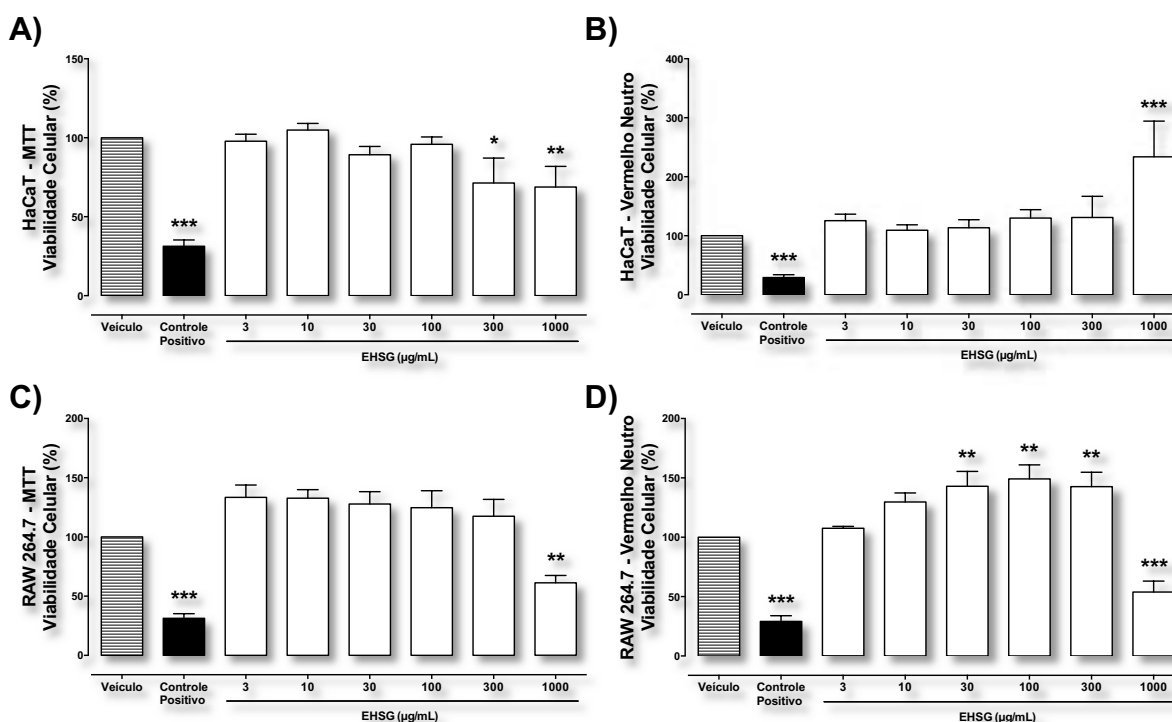 A)
HaCaT - MTT
Viabilidade Celular (%)
150
100
50
0
***
*
**
Veículo
Controle
Positivo
3
10
30
100
300
1000
EHSG (µg/mL)
B)
HaCaT - Vermelho Neutro
Viabilidade Celular (%)
400
300
200
100
0
***
***
Veículo
Controle
Positivo
3
10
30
100
300
1000
EHSG (µg/mL)
C)
RAW 264.7 - MTT
Viabilidade Celular (%)
200
150
100
50
0
***
**
Veículo
Controle
Positivo
3
10
30
100
300
1000
EHSG (µg/mL)
D)
RAW 264.7 - Vermelho Neutro
Viabilidade Celular (%)
200
150
100
50
0
***
**
**
**
***
Veículo
Controle
Positivo
3
10
30
100
300
1000
EHSG (µg/mL)